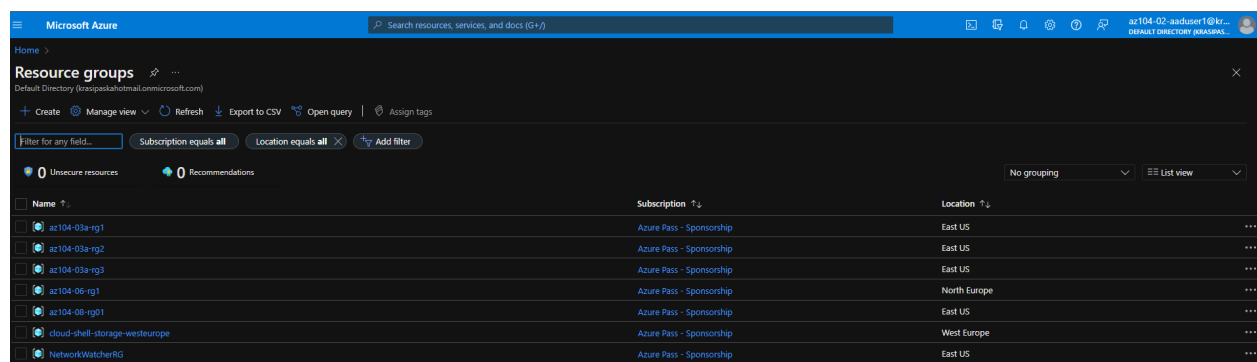 Microsoft Azure
Search resources, services, and docs (G+/)
az104-02-aaduser1@kr...
DEFAULT DIRECTORY (KRASIPAS...
Home >
Resource groups ...
Default Directory (krasipaskahotmail.onmicrosoft.com)
+ Create Manage view Refresh Export to CSV Open query | Assign tags
Filter for any field... Subscription equals all Location equals all Add filter
0 Unsecure resources 0 Recommendations No grouping List view
Name Subscription Location
az104-03a-rg1 Azure Pass - Sponsorship East US ...
az104-03a-rg2 Azure Pass - Sponsorship East US ...
az104-03a-rg3 Azure Pass - Sponsorship East US ...
az104-06-rg1 Azure Pass - Sponsorship North Europe ...
az104-08-rg01 Azure Pass - Sponsorship East US ...
cloud-shell-storage-westeurope Azure Pass - Sponsorship West Europe ...
NetworkWatcherRG Azure Pass - Sponsorship East US ...